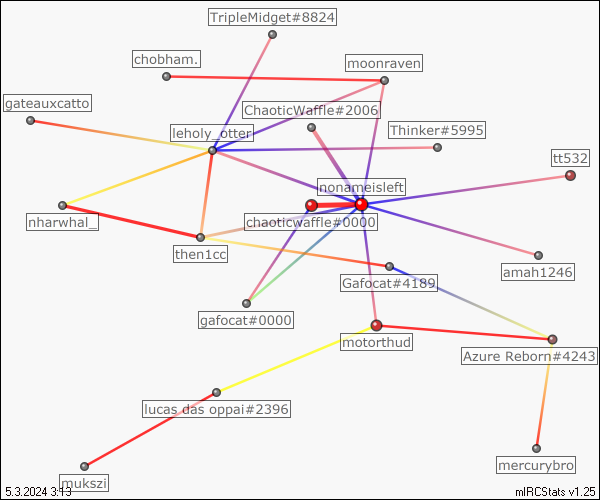 TripleMidget#8824
chobham.
moonraven
gateauxcatto
ChaoticWaffle#2006
Thinker#5995
leholy_otter
tt532
nonameisleft
nharwhal_
chaoticwaffle#0000
then1cc
amah1246
Gafocat#4189
gafocat#0000
motorthud
Azure Reborn#4243
lucas das oppai#2396
mercurybro
mukszi
5.3.2024 3:13
mIRCStats v1.25